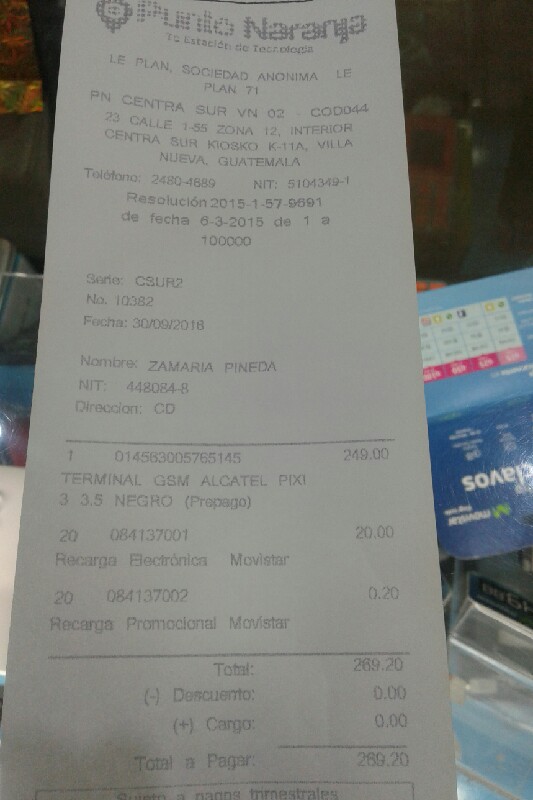 Punto Naranja
Tu Estación de Tecnología
LE PLAN, SOCIEDAD ANONIMA LE
PLAN 71
PN CENTRA SUR VN 02 - COD044
23 CALLE 1-55 ZONA 12, INTERIOR
CENTRA SUR KIOSKO K-11A, VILLA
NUEVA, GUATEMALA
Teléfono: 2480-4689 NIT: 5104349-1
Resolución 2015-1-57-9691
de fecha 6-3-2015 de 1 a
100000
Serie: CSUR2
No. 10382
Fecha: 30/09/2016
Nombre: ZAMARIA PINEDA
NIT: 448084-8
Direccion: CD
1 014583005765145 249.00
TERMINAL GSM ALCATEL PIXI
3 3.5 NEGRO (Prepago)
20 084137001 20.00
Recarga Electrónica Movistar
20 084137002 0.20
Recarga Promocional Movistar
Total: 269.20
(-) Descuento: 0.00
(+) Cargo: 0.00
Total a Pagar: 269.20
Sujeto a pagos trimestrales
movistar